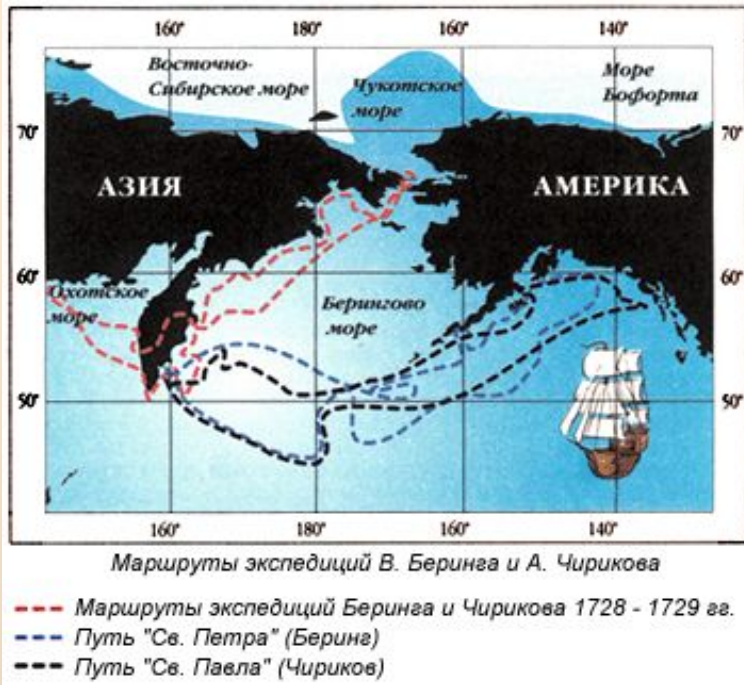 160° 180° 160° 140°
Восточно-
Сибирское море
Чукотское
море
Море
Бофорта
70° 70°
АЗИЯ
АМЕРИКА
60° 60°
Охотское
море
Берингово
море
50° 50°
160° 180° 160° 140°
Маршруты экспедиций В. Беринга и А. Чирикова
Маршруты экспедиций Беринга и Чирикова 1728 - 1729 гг.
Путь "Св. Петра" (Беринг)
Путь "Св. Павла" (Чириков)